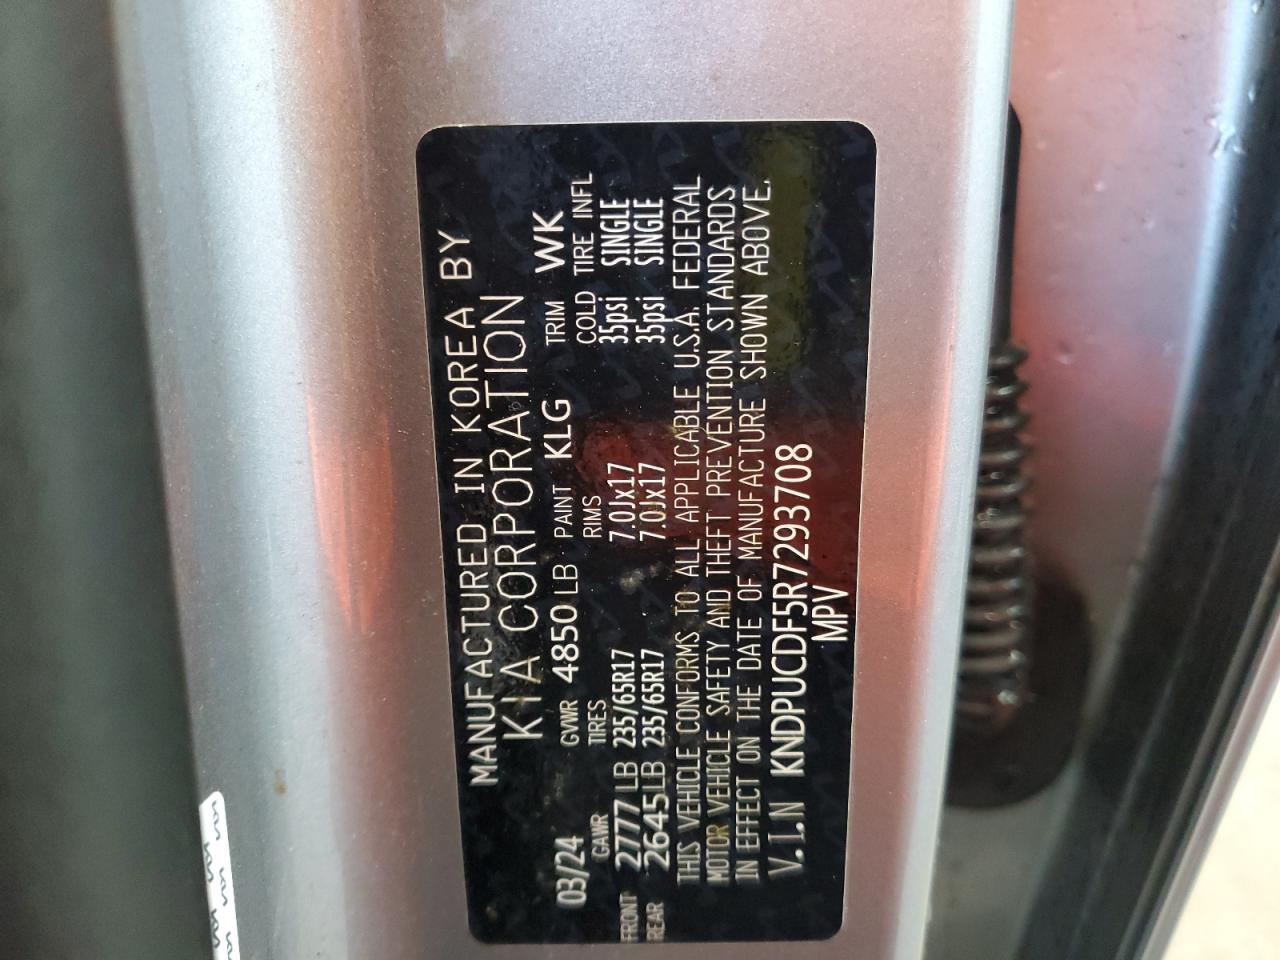 MANUFACTURED IN KOREA BY
KIA CORPORATION
03/24 GVWR 4850 LB PAINT KLG TRIM WK
GAWR TIRES RIMS COLD TIRE INFL
FRONT 2777 LB 235/65R17 7.0Jx17 35psi SINGLE
REAR 2645 LB 235/65R17 7.0Jx17 35psi SINGLE
THIS VEHICLE CONFORMS TO ALL APPLICABLE U.S.A. FEDERAL
MOTOR VEHICLE SAFETY AND THEFT PREVENTION STANDARDS
IN EFFECT ON THE DATE OF MANUFACTURE SHOWN ABOVE.
V.I.N KNDPUCDF5R7293708
MPV